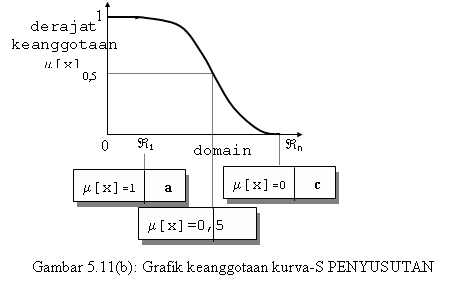 1
derajat
keanggotaan
μ[x]
0,5
0
ℜ1
domain
ℜn
μ[x]=1 a
μ[x]=0 c
μ[x]=0,5
Gambar 5.11(b): Grafik keanggotaan kurva-S PENYUSUTAN